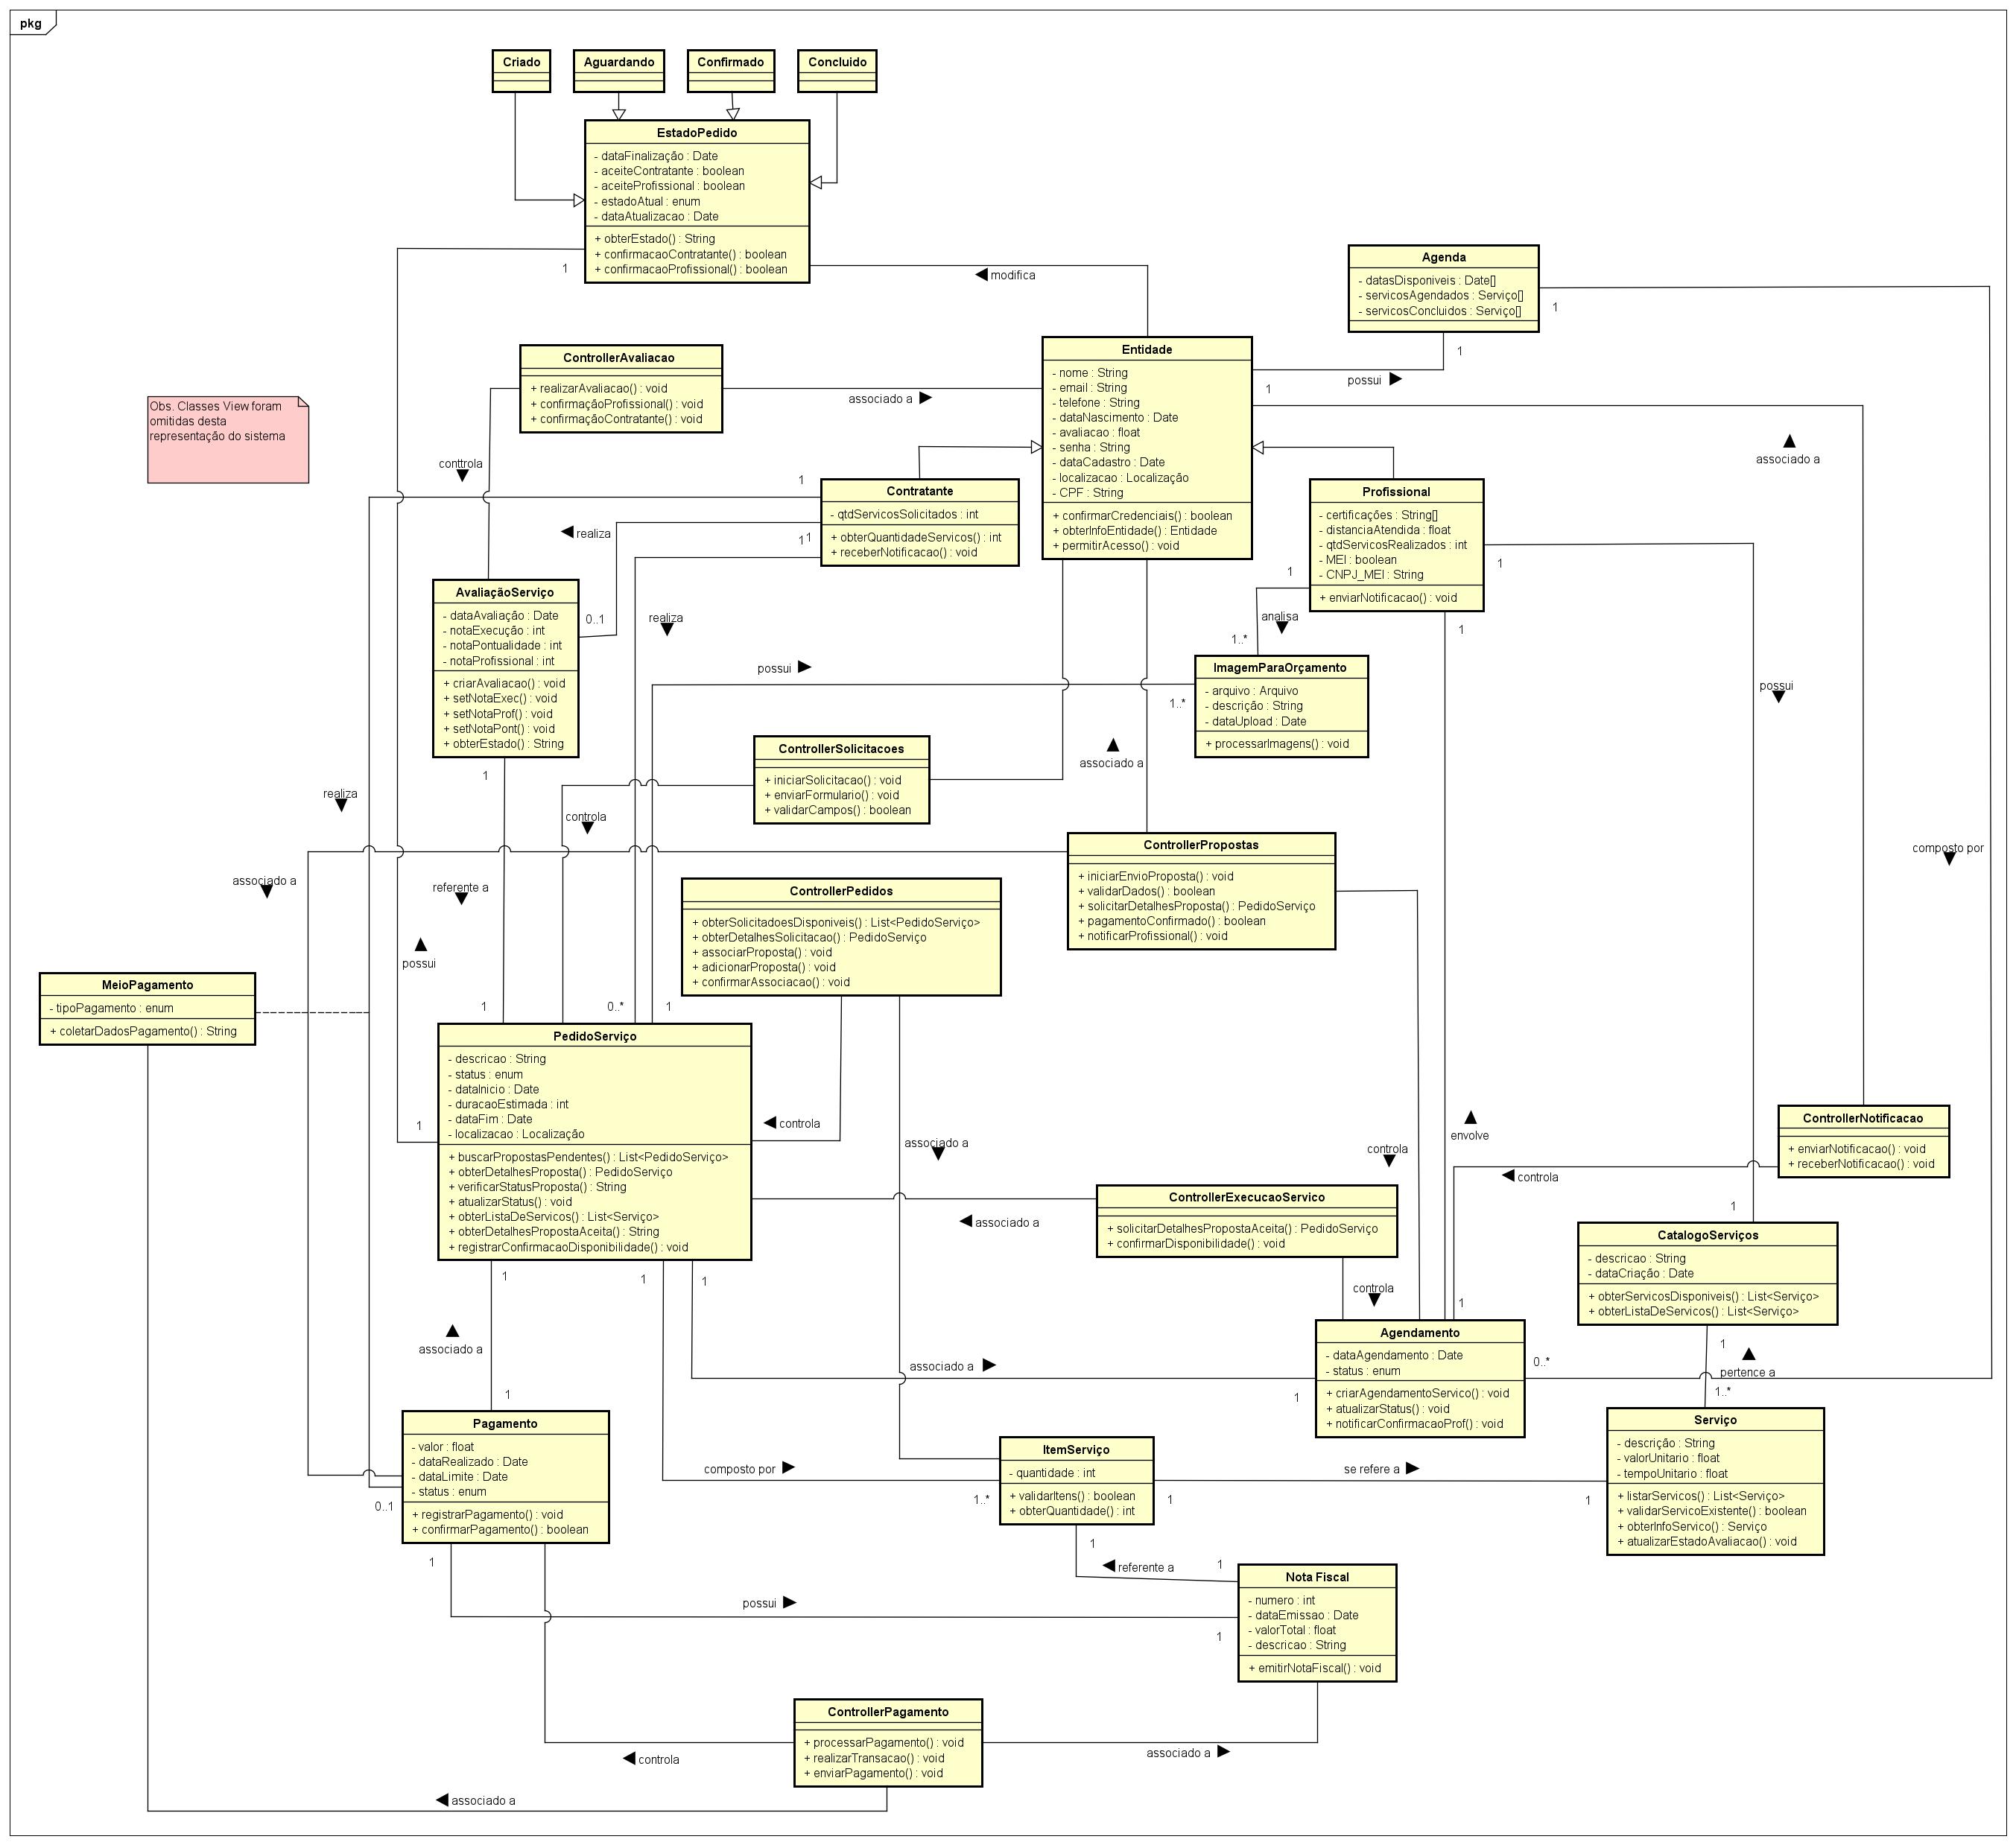 pkg
Criado
Aguardando
Confirmado
Concluido
EstadoPedido
- dataFinalização : Date
- aceiteContratante : boolean
- aceiteProfissional : boolean
- estadoAtual : enum
- dataAtualizacao : Date
+ obterEstado() : String
+ confirmacaoContratante() : boolean
+ confirmacaoProfissional() : boolean
1
modifica
Agenda
- datasDisponiveis : Date[]
- servicosAgendados : Serviço[]
- servicosConcluidos : Serviço[]
1
1
possui
1
Entidade
- nome : String
- email : String
- telefone : String
- dataNascimento : Date
- avaliacao : float
- senha : String
- dataCadastro : Date
- localizacao : Localização
- CPF : String
+ confirmarCredenciais() : boolean
+ obterInfoEntidade() : Entidade
+ permitirAcesso() : void
ControllerAvaliacao
+ realizarAvaliacao() : void
+ confirmaçãoProfissional() : void
+ confirmaçãoContratante() : void
associado a
Obs. Classes View foram
omitidas desta
representação do sistema
conttrola
associado a
1
Contratante
- qtdServicosSolicitados : int
+ obterQuantidadeServicos() : int
+ receberNotificacao() : void
realiza
1
1
Profissional
- certificações : String[]
- distanciaAtendida : float
- qtdServicosRealizados : int
- MEI : boolean
- CNPJ_MEI : String
+ enviarNotificacao() : void
1
1
1
AvaliaçãoServiço
- dataAvaliação : Date
- notaExecução : int
- notaPontualidade : int
- notaProfissional : int
+ criarAvaliacao() : void
+ setNotaExec() : void
+ setNotaProf() : void
+ setNotaPont() : void
+ obterEstado() : String
0..1
realiza
analisa
1..*
possui
ImagemParaOrçamento
- arquivo : Arquivo
- descrição : String
- dataUpload : Date
+ processarImagens() : void
1..*
possui
1
ControllerSolicitacoes
+ iniciarSolicitacao() : void
+ enviarFormulario() : void
+ validarCampos() : boolean
associado a
realiza
controla
ControllerPropostas
+ iniciarEnvioProposta() : void
+ validarDados() : boolean
+ solicitarDetalhesProposta() : PedidoServiço
+ pagamentoConfirmado() : boolean
+ notificarProfissional() : void
composto por
associado a
referente a
ControllerPedidos
+ obterSolicitadoesDisponiveis() : List<PedidoServiço>
+ obterDetalhesSolicitacao() : PedidoServiço
+ associarProposta() : void
+ adicionarProposta() : void
+ confirmarAssociacao() : void
possui
MeioPagamento
- tipoPagamento : enum
+ coletarDadosPagamento() : String
1
0..*
1
PedidoServiço
- descricao : String
- status : enum
- dataInicio : Date
- duracaoEstimada : int
- dataFim : Date
- localizacao : Localização
+ buscarPropostasPendentes() : List<PedidoServiço>
+ obterDetalhesProposta() : PedidoServiço
+ verificarStatusProposta() : String
+ atualizarStatus() : void
+ obterListaDeServicos() : List<Serviço>
+ obterDetalhesPropostaAceita() : String
+ registrarConfirmacaoDisponibilidade() : void
1
controla
associado a
controla
envolve
ControllerNotificacao
+ enviarNotificacao() : void
+ receberNotificacao() : void
controla
ControllerExecucaoServico
+ solicitarDetalhesPropostaAceita() : PedidoServiço
+ confirmarDisponibilidade() : void
associado a
1
CatalogoServiços
- descricao : String
- dataCriação : Date
+ obterServicosDisponiveis() : List<Serviço>
+ obterListaDeServicos() : List<Serviço>
1
1
1
controla
1
associado a
Agendamento
- dataAgendamento : Date
- status : enum
+ criarAgendamentoServico() : void
+ atualizarStatus() : void
+ notificarConfirmacaoProf() : void
0..*
1
1
pertence a
1..*
associado a
1
Pagamento
- valor : float
- dataRealizado : Date
- dataLimite : Date
- status : enum
+ registrarPagamento() : void
+ confirmarPagamento() : boolean
0..1
composto por
1..*
ItemServiço
- quantidade : int
+ validarItens() : boolean
+ obterQuantidade() : int
1
se refere a
1
Serviço
- descrição : String
- valorUnitario : float
- tempoUnitario : float
+ listarServicos() : List<Serviço>
+ validarServicoExistente() : boolean
+ obterInfoServico() : Serviço
+ atualizarEstadoAvaliacao() : void
1
1
referente a
1
possui
1
Nota Fiscal
- numero : int
- dataEmissao : Date
- valorTotal : float
- descricao : String
+ emitirNotaFiscal() : void
ControllerPagamento
+ processarPagamento() : void
+ realizarTransacao() : void
+ enviarPagamento() : void
controla
associado a
associado a